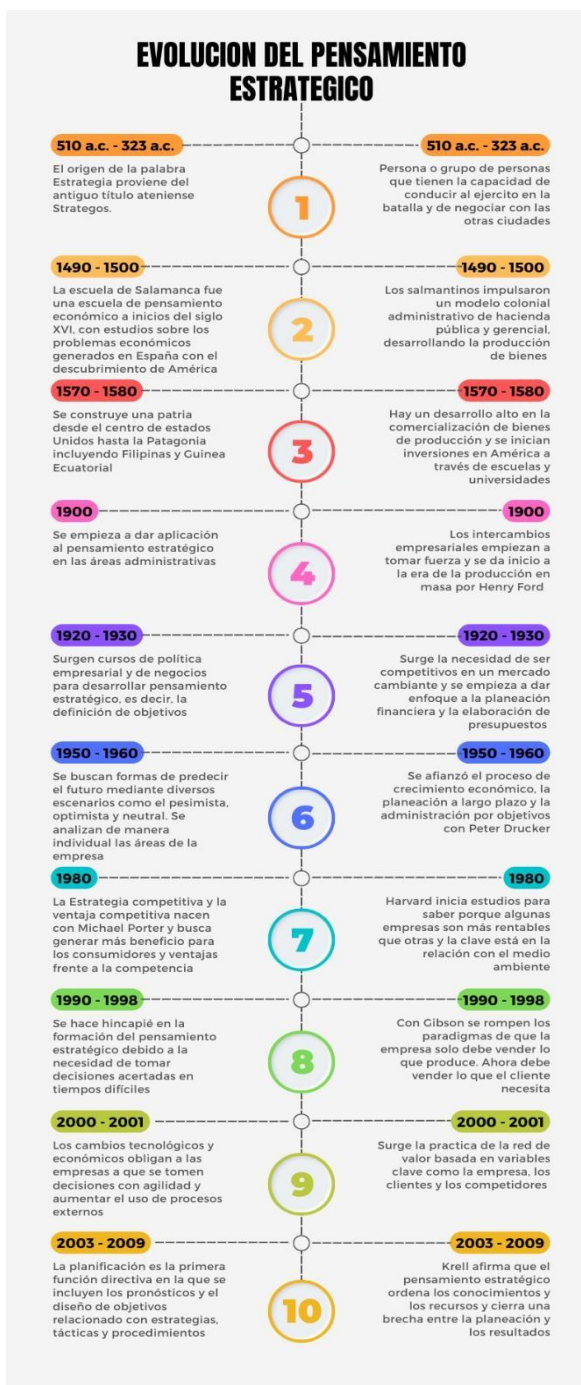 EVOLUCION DEL PENSAMIENTO
ESTRATEGICO
510 a.c. - 323 a.c.
El origen de la palabra
Estrategia proviene del
antiguo título ateniense
Strategos.
1
510 a.c. - 323 a.c.
Persona o grupo de personas
que tienen la capacidad de
conducir al ejercito en la
batalla y de negociar con las
otras ciudades
1490 - 1500
La escuela de Salamanca fue
una escuela de pensamiento
económico a inicios del siglo
XVI, con estudios sobre los
problemas económicos
generados en España con el
descubrimiento de América
2
1490 - 1500
Los salmantinos impulsaron
un modelo colonial
administrativo de hacienda
pública y gerencial,
desarrollando la producción
de bienes
1570 - 1580
Se construye una patria
desde el centro de estados
Unidos hasta la Patagonia
incluyendo Filipinas y Guinea
Ecuatorial
3
1570 - 1580
Hay un desarrollo alto en la
comercialización de bienes
de producción y se inician
inversiones en América a
través de escuelas y
universidades
1900
Se empieza a dar aplicación
al pensamiento estratégico
en las áreas administrativas
4
1900
Los intercambios
empresariales empiezan a
tomar fuerza y se da inicio a
la era de la producción en
masa por Henry Ford
1920 - 1930
Surgen cursos de política
empresarial y de negocios
para desarrollar pensamiento
estratégico, es decir, la
definición de objetivos
5
1920 - 1930
Surge la necesidad de ser
competitivos en un mercado
cambiante y se empieza a dar
enfoque a la planeación
financiera y la elaboración de
presupuestos
1950 - 1960
Se buscan formas de predecir
el futuro mediante diversos
escenarios como el pesimista,
optimista y neutral. Se
analizan de manera
individual las áreas de la
empresa
6
1950 - 1960
Se afianzó el proceso de
crecimiento económico, la
planeación a largo plazo y la
administración por objetivos
con Peter Drucker
1980
La Estrategia competitiva y la
ventaja competitiva nacen
con Michael Porter y busca
generar más beneficio para
los consumidores y ventajas
frente a la competencia
7
1980
Harvard inicia estudios para
saber porque algunas
empresas son más rentables
que otras y la clave está en la
relación con el medio
ambiente
1990 - 1998
Se hace hincapié en la
formación del pensamiento
estratégico debido a la
necesidad de tomar
decisiones acertadas en
tiempos difíciles
8
1990 - 1998
Con Gibson se rompen los
paradigmas de que la
empresa solo debe vender lo
que produce. Ahora debe
vender lo que el cliente
necesita
2000 - 2001
Los cambios tecnológicos y
económicos obligan a las
empresas a que se tomen
decisiones con agilidad y
aumentar el uso de procesos
externos
9
2000 - 2001
Surge la practica de la red de
valor basada en variables
clave como la empresa, los
clientes y los competidores
2003 - 2009
La planificación es la primera
función directiva en la que se
incluyen los pronósticos y el
diseño de objetivos
relacionado con estrategias,
tácticas y procedimientos
10
2003 - 2009
Krell afirma que el
pensamiento estratégico
ordena los conocimientos y
los recursos y cierra una
brecha entre la planeación y
los resultados